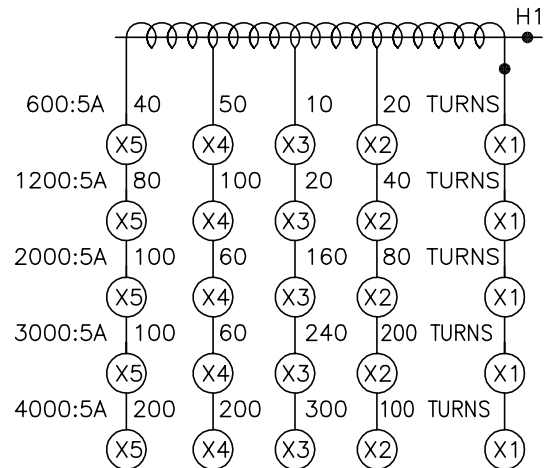 H1
600:5A 40 50 10 20 TURNS
X5 X4 X3 X2 X1
1200:5A 80 100 20 40 TURNS
X5 X4 X3 X2 X1
2000:5A 100 60 160 80 TURNS
X5 X4 X3 X2 X1
3000:5A 100 60 240 200 TURNS
X5 X4 X3 X2 X1
4000:5A 200 200 300 100 TURNS
X5 X4 X3 X2 X1